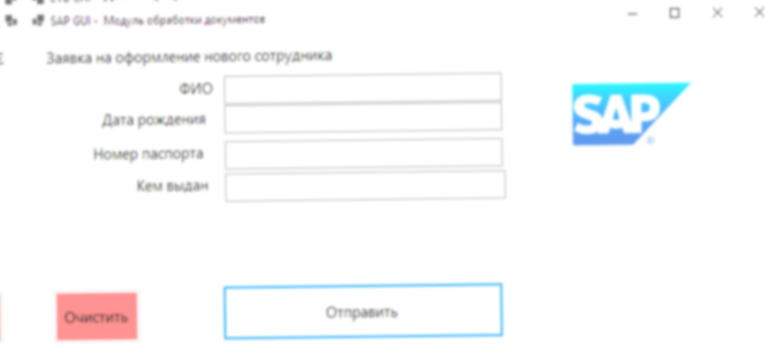 SAP GUI - Модуль обработки документов
Заявка на оформление нового сотрудника
ФИО
Дата рождения
Номер паспорта
Кем выдан
SAP
®
Очистить
Отправить